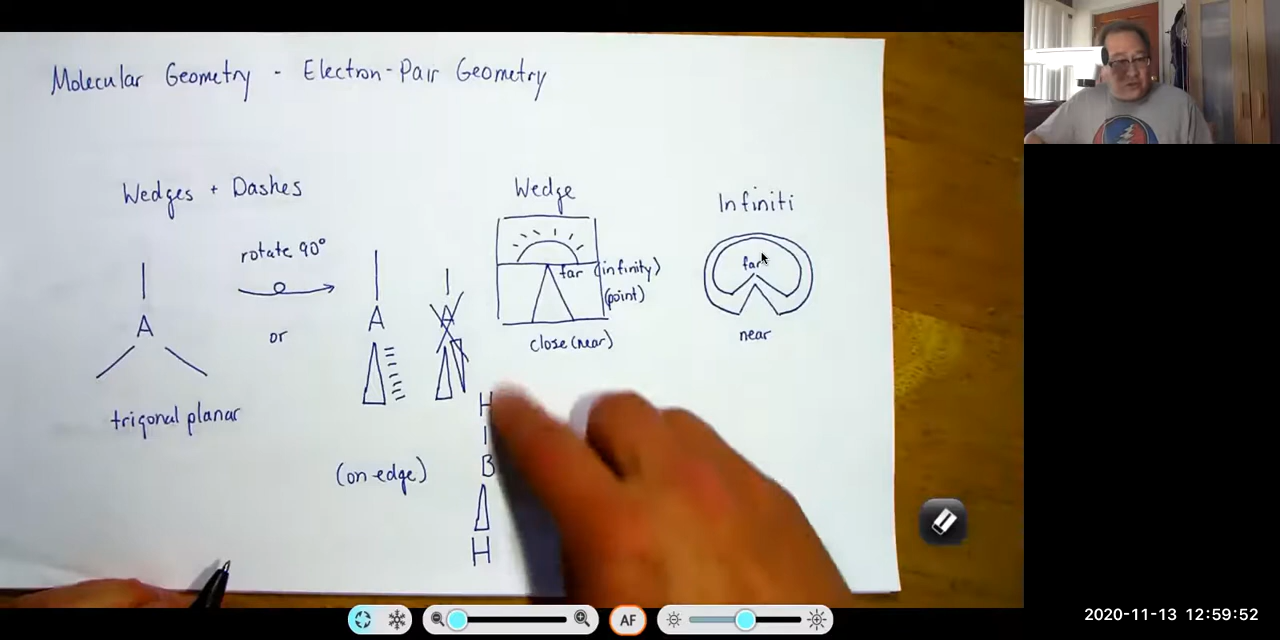 Molecular Geometry - Electron-Pair Geometry
Wedges + Dashes
rotate 90°
or
A
trigonal planar
A
A
(on edge)
H
B
H
Wedge
far (infinity)
(point)
close (near)
Infiniti
far
near
AF
2020-11-13 12:59:52